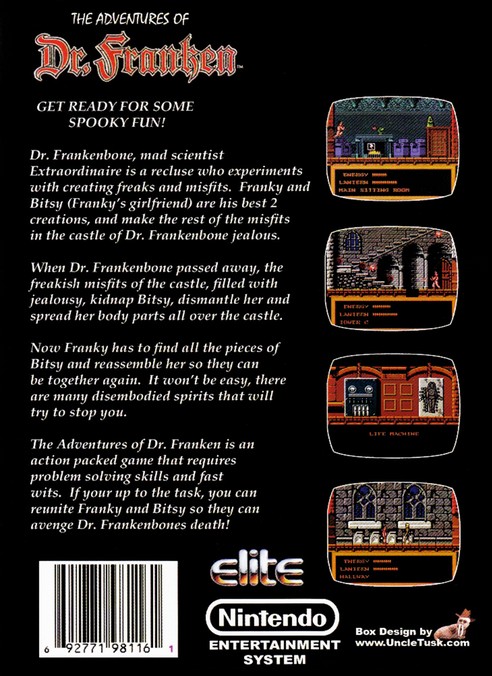 THE ADVENTURES OF
Dr. Franken™
GET READY FOR SOME
SPOOKY FUN!
Dr. Frankenbone, mad scientist
Extraordinaire is a recluse who experiments
with creating freaks and misfits. Franky and
Bitsy (Franky's girlfriend) are his best 2
creations, and make the rest of the misfits
in the castle of Dr. Frankenbone jealous.
When Dr. Frankenbone passed away, the
freakish misfits of the castle, filled with
jealousy, kidnap Bitsy, dismantle her and
spread her body parts all over the castle.
Now Franky has to find all the pieces of
Bitsy and reassemble her so they can
be together again. It won't be easy, there
are many disembodied spirits that will
try to stop you.
The Adventures of Dr. Franken is an
action packed game that requires
problem solving skills and fast
wits. If your up to the task, you can
reunite Franky and Bitsy so they can
avenge Dr. Frankenbones death!
ENERGY
LANTERN
MAIN SITTING ROOM
ENERGY
LANTERN
TOWER C
LIFE MACHINE
ENERGY
LANTERN
HALLWAY
elite
Nintendo
ENTERTAINMENT
SYSTEM
6 92771 98116 1
Box Design by
www.UncleTusk.com